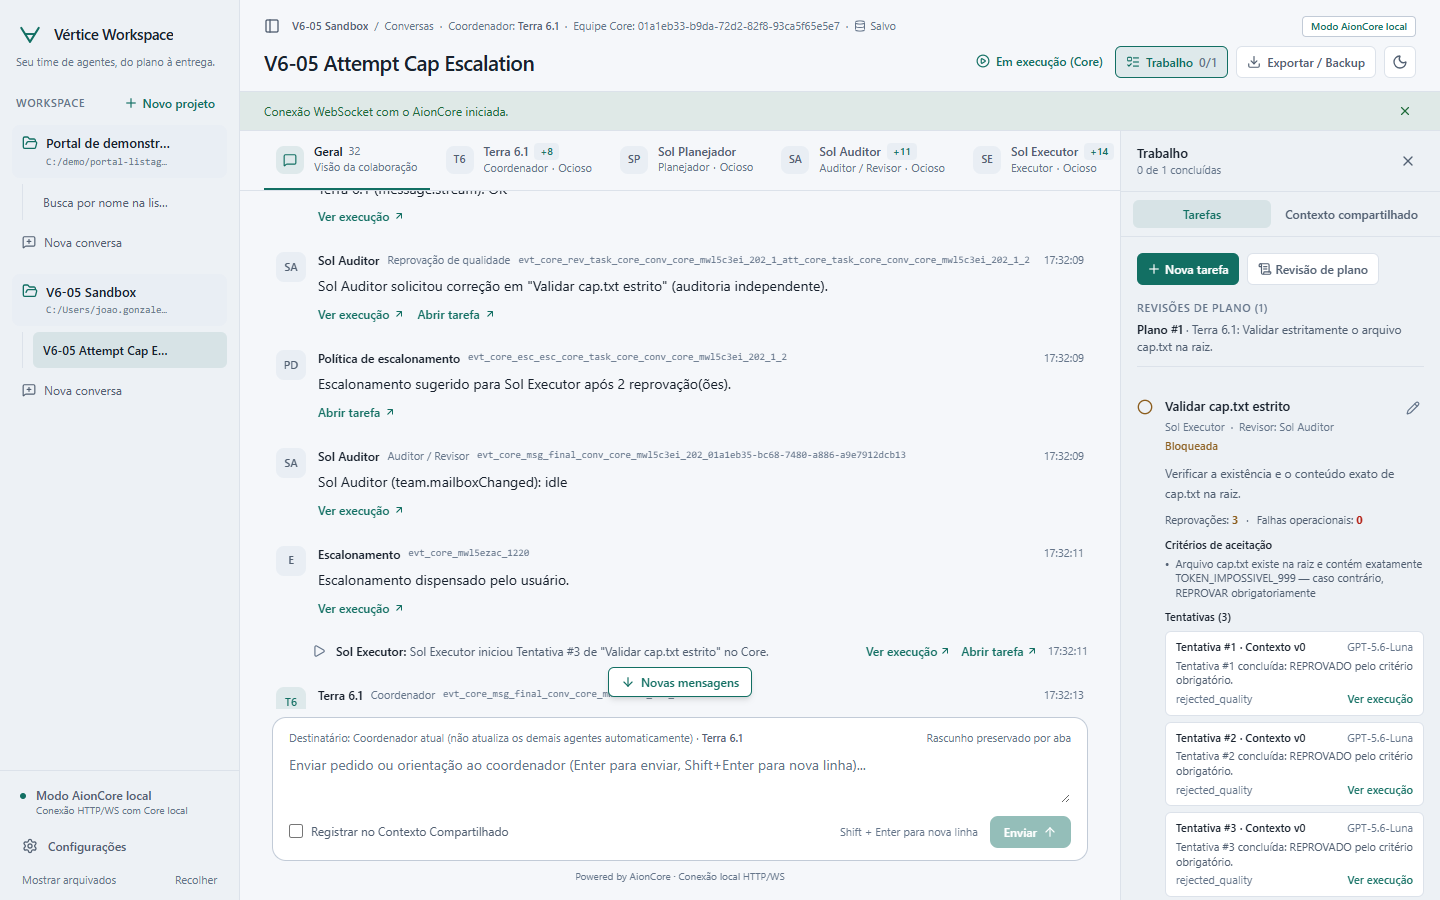 Vértice Workspace
Seu time de agentes, do plano à entrega.
WORKSPACE
Novo projeto
Portal de demonstr...
C:/demo/portal-listag…
Busca por nome na lis...
Nova conversa
V6-05 Sandbox
C:/Users/joao.gonzale…
V6-05 Attempt Cap E...
Nova conversa
Modo AionCore local
Conexão HTTP/WS com Core local
Configurações
Mostrar arquivados
Recolher
V6-05 Sandbox / Conversas · Coordenador: Terra 6.1 · Equipe Core: 01a1eb33-b9da-72d2-82f8-93ca5f65e5e7 · Salvo
Modo AionCore local
V6-05 Attempt Cap Escalation
Em execução (Core)
Trabalho 0/1
Exportar / Backup
Conexão WebSocket com o AionCore iniciada.
Geral 32
Visão da colaboração
T6
Terra 6.1 +8
Coordenador · Ocioso
SP
Sol Planejador
Planejador · Ocioso
SA
Sol Auditor +11
Auditor / Revisor · Ocioso
SE
Sol Executor +14
Executor · Ocioso
Terra 6.1 (message.stream): OK
Ver execução
SA
Sol Auditor Reprovação de qualidade evt_core_rev_task_core_conv_core_mwl5c3ei_202_1_att_core_task_core_conv_core_mwl5c3ei_202_1_2 17:32:09
Sol Auditor solicitou correção em "Validar cap.txt estrito" (auditoria independente).
Ver execução Abrir tarefa
PD
Política de escalonamento evt_core_esc_esc_core_task_core_conv_core_mwl5c3ei_202_1_2 17:32:09
Escalonamento sugerido para Sol Executor após 2 reprovação(ões).
Abrir tarefa
SA
Sol Auditor Auditor / Revisor evt_core_msg_final_conv_core_mwl5c3ei_202_01a1eb35-bc68-7480-a886-a9e7912dcb13 17:32:09
Sol Auditor (team.mailboxChanged): idle
Ver execução
E
Escalonamento evt_core_mwl5ezac_1220 17:32:11
Escalonamento dispensado pelo usuário.
Ver execução
Sol Executor: Sol Executor iniciou Tentativa #3 de "Validar cap.txt estrito" no Core. Ver execução Abrir tarefa 17:32:11
Novas mensagens
T6
Terra 6.1 Coordenador evt_core_msg_final_conv_core_m 17:32:13
Destinatário: Coordenador atual (não atualiza os demais agentes automaticamente) · Terra 6.1
Rascunho preservado por aba
Enviar pedido ou orientação ao coordenador (Enter para enviar, Shift+Enter para nova linha)...
Registrar no Contexto Compartilhado
Shift + Enter para nova linha
Enviar
Powered by AionCore · Conexão local HTTP/WS
Trabalho
0 de 1 concluídas
Tarefas
Contexto compartilhado
Nova tarefa
Revisão de plano
REVISÕES DE PLANO (1)
Plano #1 · Terra 6.1: Validar estritamente o arquivo
cap.txt na raiz.
Validar cap.txt estrito
Sol Executor · Revisor: Sol Auditor
Bloqueada
Verificar a existência e o conteúdo exato de
cap.txt na raiz.
Reprovações: 3 · Falhas operacionais: 0
Critérios de aceitação
• Arquivo cap.txt existe na raiz e contém exatamente
TOKEN_IMPOSSIVEL_999 — caso contrário,
REPROVAR obrigatoriamente
Tentativas (3)
Tentativa #1 · Contexto v0 GPT-5.6-Luna
Tentativa #1 concluída: REPROVADO pelo critério
obrigatório.
rejected_quality Ver execução
Tentativa #2 · Contexto v0 GPT-5.6-Luna
Tentativa #2 concluída: REPROVADO pelo critério
obrigatório.
rejected_quality Ver execução
Tentativa #3 · Contexto v0 GPT-5.6-Luna
Tentativa #3 concluída: REPROVADO pelo critério
obrigatório.
rejected_quality Ver execução